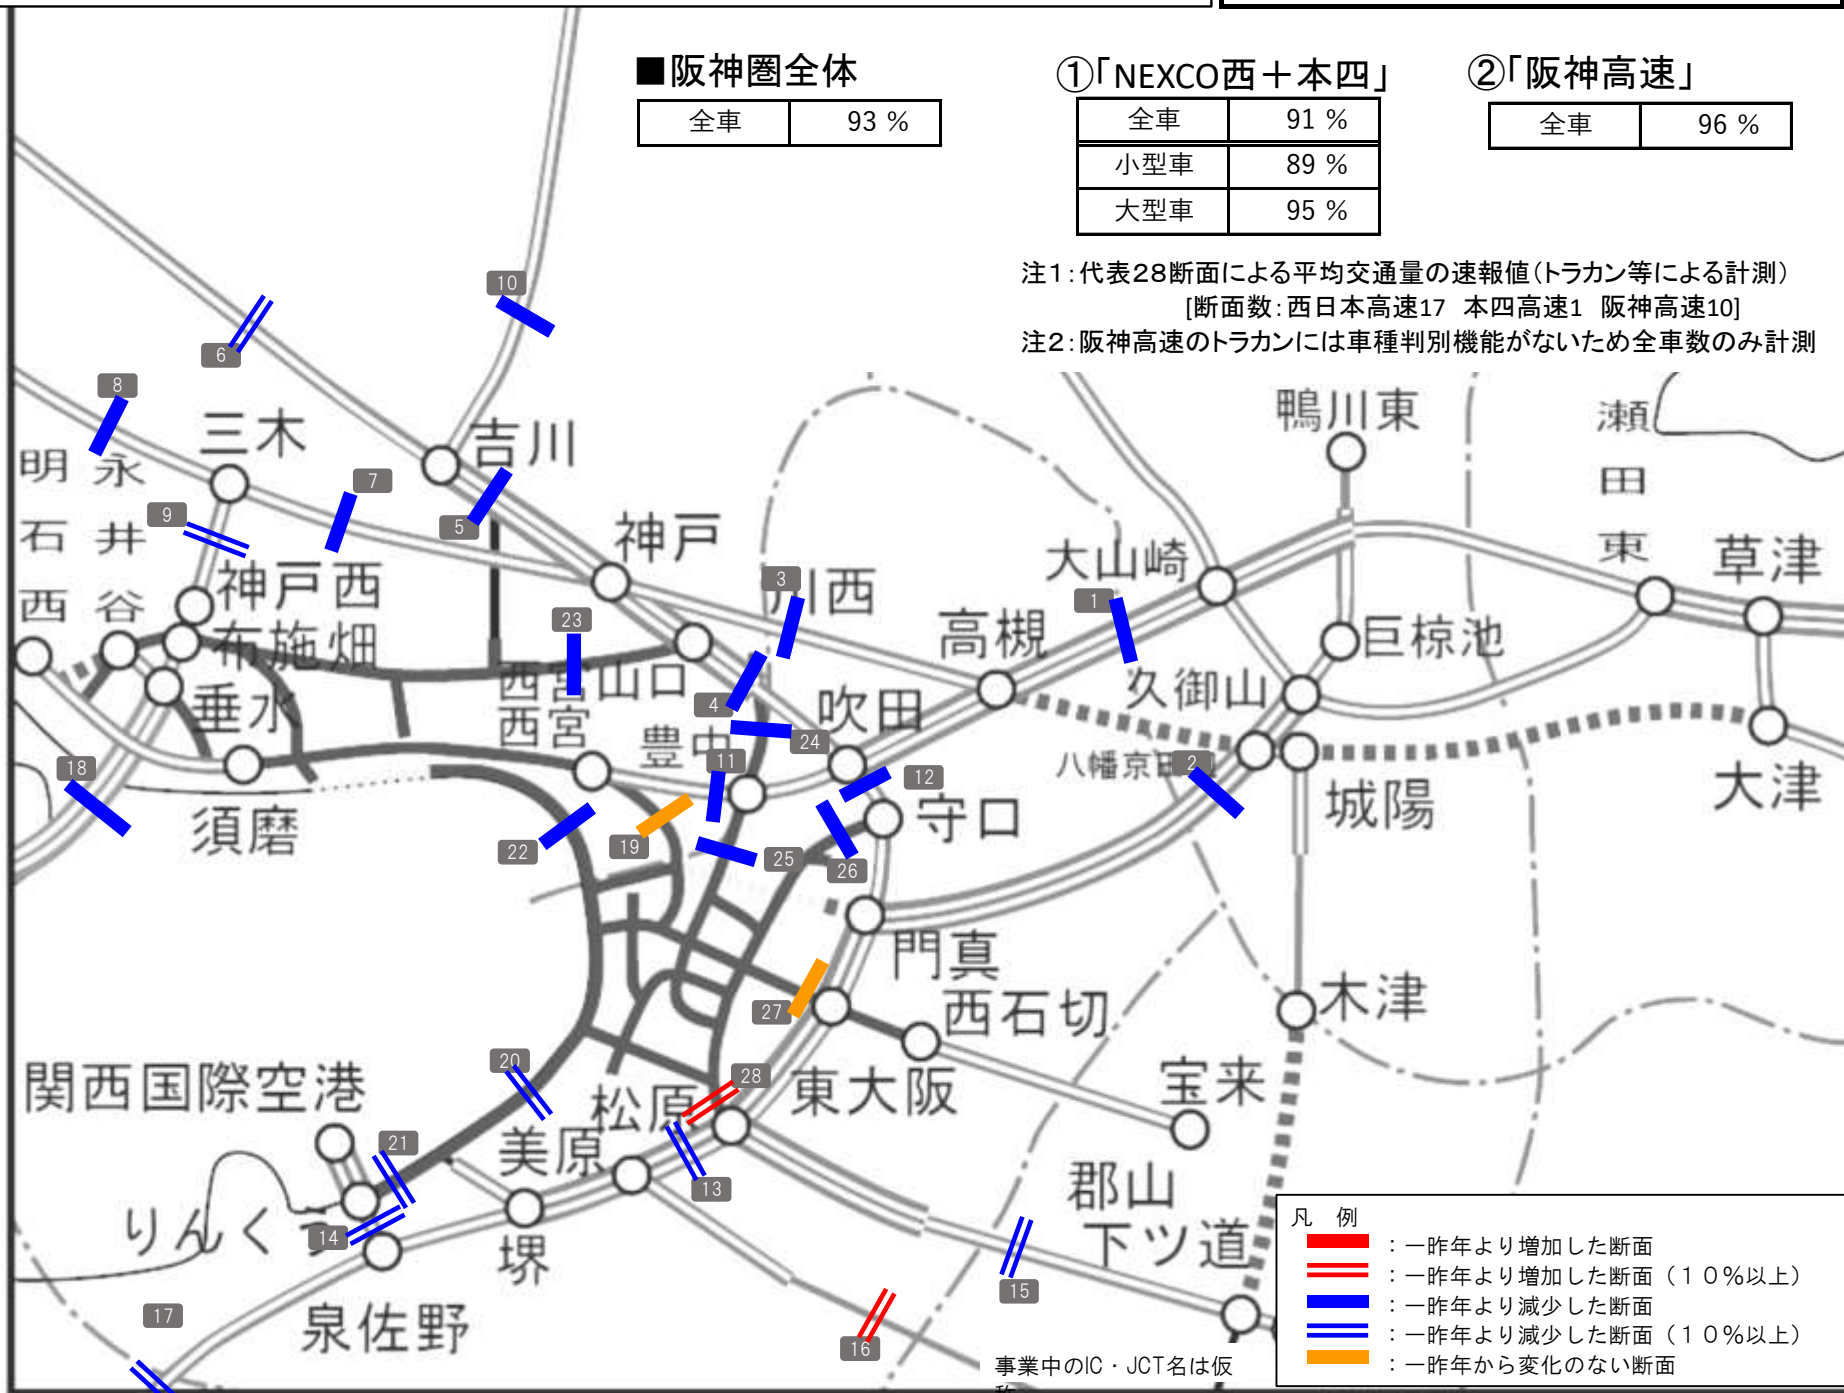 ■阪神圏全体
全車 93 %
①｢NEXCO西＋本四｣
全車 91 %
小型車 89 %
大型車 95 %
②｢阪神高速｣
全車 96 %
注1：代表28断面による平均交通量の速報値(トラカン等による計測)
[断面数：西日本高速17　本四高速1　阪神高速10]
注2：阪神高速のトラカンには車種判別機能がないため全車数のみ計測
10
6
8
三木
吉川
鴨川東
瀬田東
明石西
永井谷
7
9
5
神戸
大山崎
草津
神戸西
3
川西
1
布施畑
23
高槻
巨椋池
西宮山口
久御山
垂水
4
吹田
西宮
豊中
24
八幡京田
2
18
11
12
大津
須磨
守口
城陽
22
19
25
26
門真
木津
27
西石切
20
28
関西国際空港
松原
東大阪
宝来
21
美原
13
郡山下ツ道
りんくう
14
堺
15
17
泉佐野
16
事業中のIC・JCT名は仮
称
凡　例
：一昨年より増加した断面
：一昨年より増加した断面（１０％以上）
：一昨年より減少した断面
：一昨年より減少した断面（１０％以上）
：一昨年から変化のない断面